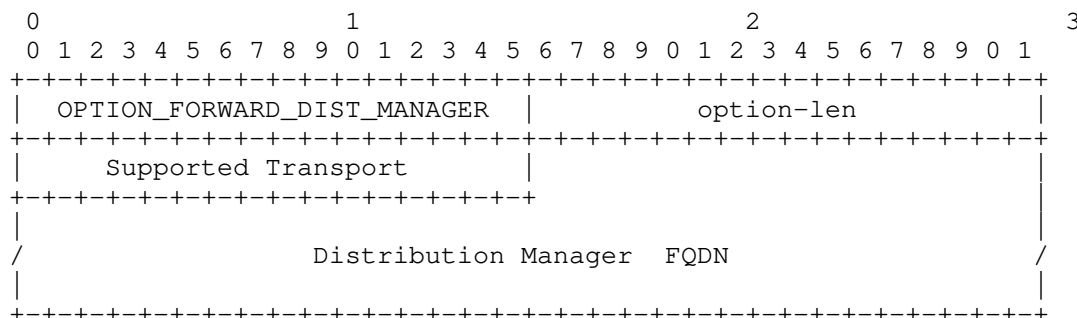 0                   1                   2                   3
 0 1 2 3 4 5 6 7 8 9 0 1 2 3 4 5 6 7 8 9 0 1 2 3 4 5 6 7 8 9 0 1
+-+-+-+-+-+-+-+-+-+-+-+-+-+-+-+-+-+-+-+-+-+-+-+-+-+-+-+-+-+-+-+-+
|  OPTION_FORWARD_DIST_MANAGER  |          option-len           |
+-+-+-+-+-+-+-+-+-+-+-+-+-+-+-+-+-+-+-+-+-+-+-+-+-+-+-+-+-+-+-+-+
|     Supported Transport       |                               |
+-+-+-+-+-+-+-+-+-+-+-+-+-+-+-+-+                               |
|                                                               |
/                  Distribution Manager  FQDN                   /
|                                                               |
+-+-+-+-+-+-+-+-+-+-+-+-+-+-+-+-+-+-+-+-+-+-+-+-+-+-+-+-+-+-+-+-+